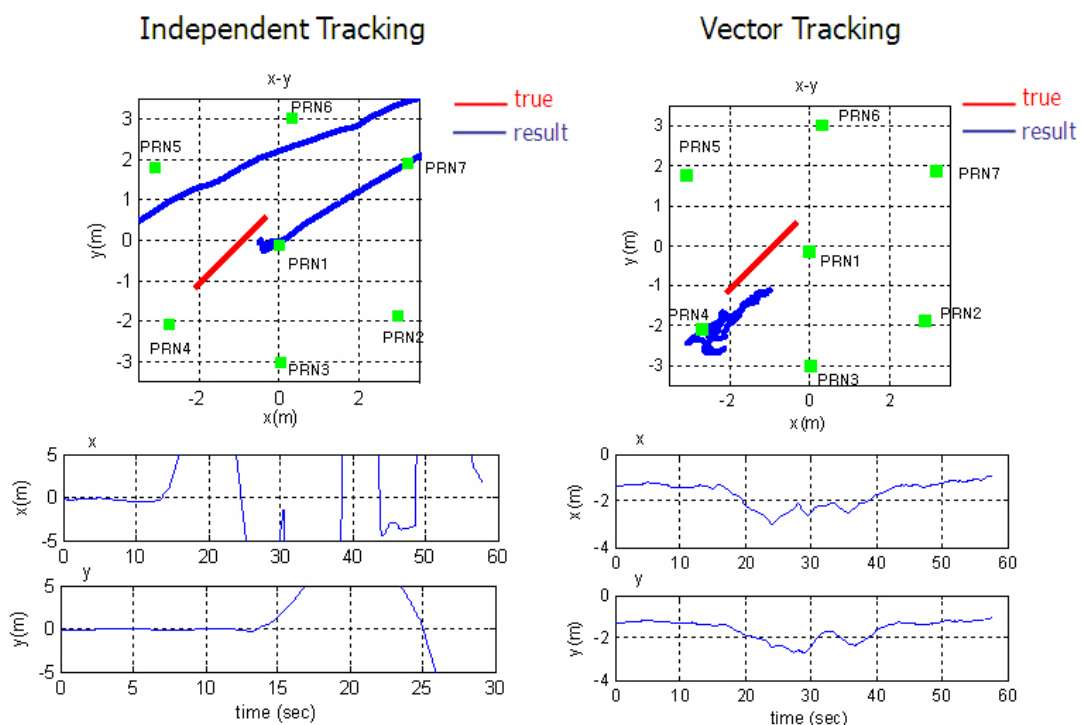 Independent Tracking
Vector Tracking
x-y
true
result
PRN6
PRN5
PRN7
PRN1
PRN4
PRN2
PRN3
y(m)
3
2
1
0
-1
-2
-3
-2
0
2
x(m)
x-y
true
result
PRN6
PRN5
PRN7
PRN1
PRN4
PRN2
PRN3
y(m)
3
2
1
0
-1
-2
-3
-2
0
2
x(m)
x
x(m)
5
0
-5
0
10
20
30
40
50
60
y
y(m)
5
0
-5
0
5
10
15
20
25
30
time (sec)
x
x(m)
0
-2
-4
0
10
20
30
40
50
60
y
y(m)
0
-2
-4
0
10
20
30
40
50
60
time (sec)